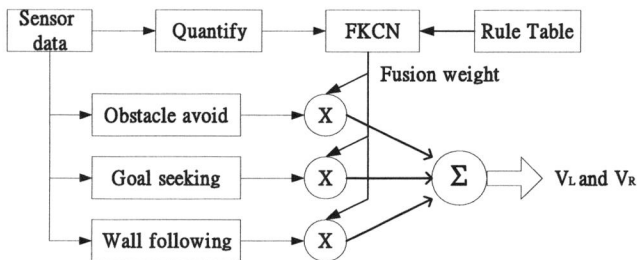 Sensor data
Quantify
FKCN
Rule Table
Fusion weight
Obstacle avoid
X
Goal seeking
X
Σ
VL and VR
Wall following
X